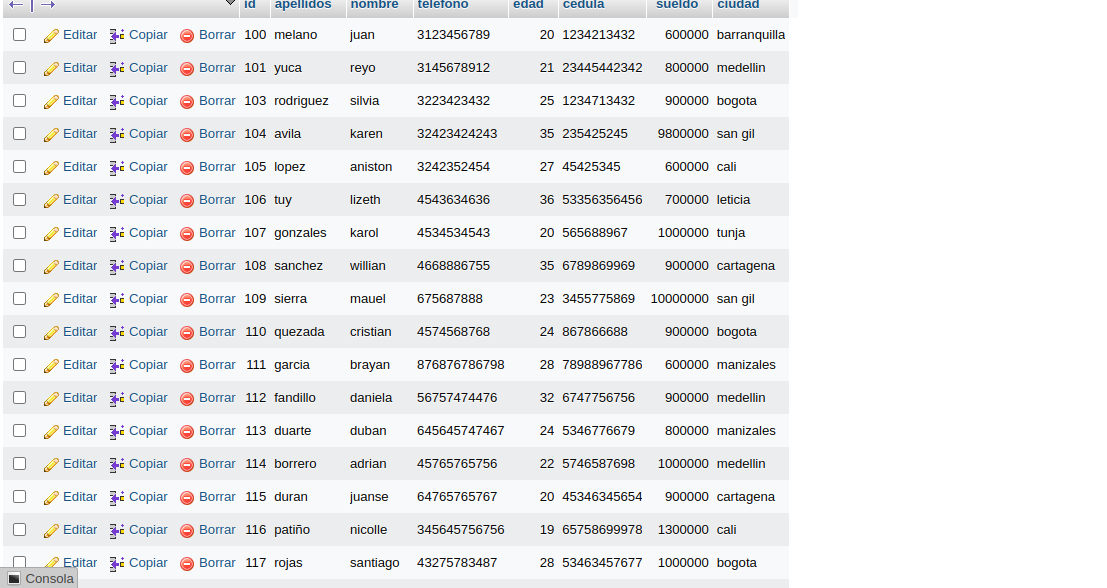 id apellidos nombre telefono edad cedula sueldo ciudad
Editar Copiar Borrar 100 melano juan 3123456789 20 1234213432 600000 barranquilla
Editar Copiar Borrar 101 yuca reyo 3145678912 21 23445442342 800000 medellin
Editar Copiar Borrar 103 rodriguez silvia 3223423432 25 1234713432 900000 bogota
Editar Copiar Borrar 104 avila karen 32423424243 35 235425245 9800000 san gil
Editar Copiar Borrar 105 lopez aniston 3242352454 27 45425345 600000 cali
Editar Copiar Borrar 106 tuy lizeth 4543634636 36 53356356456 700000 leticia
Editar Copiar Borrar 107 gonzales karol 4534534543 20 565688967 1000000 tunja
Editar Copiar Borrar 108 sanchez willian 4668886755 35 6789869969 900000 cartagena
Editar Copiar Borrar 109 sierra mauel 675687888 23 3455775869 10000000 san gil
Editar Copiar Borrar 110 quezada cristian 4574568768 24 867866688 900000 bogota
Editar Copiar Borrar 111 garcia brayan 876876786798 28 78988967786 600000 manizales
Editar Copiar Borrar 112 fandillo daniela 56757474476 32 6747756756 900000 medellin
Editar Copiar Borrar 113 duarte duban 645645747467 24 5346776679 800000 manizales
Editar Copiar Borrar 114 borrero adrian 45765765756 22 5746587698 1000000 medellin
Editar Copiar Borrar 115 duran juanse 64765765767 20 45346345654 900000 cartagena
Editar Copiar Borrar 116 patiño nicolle 345645756756 19 65758699978 1300000 cali
Editar Copiar Borrar 117 rojas santiago 43275783487 28 53463457677 1000000 bogota
Consola